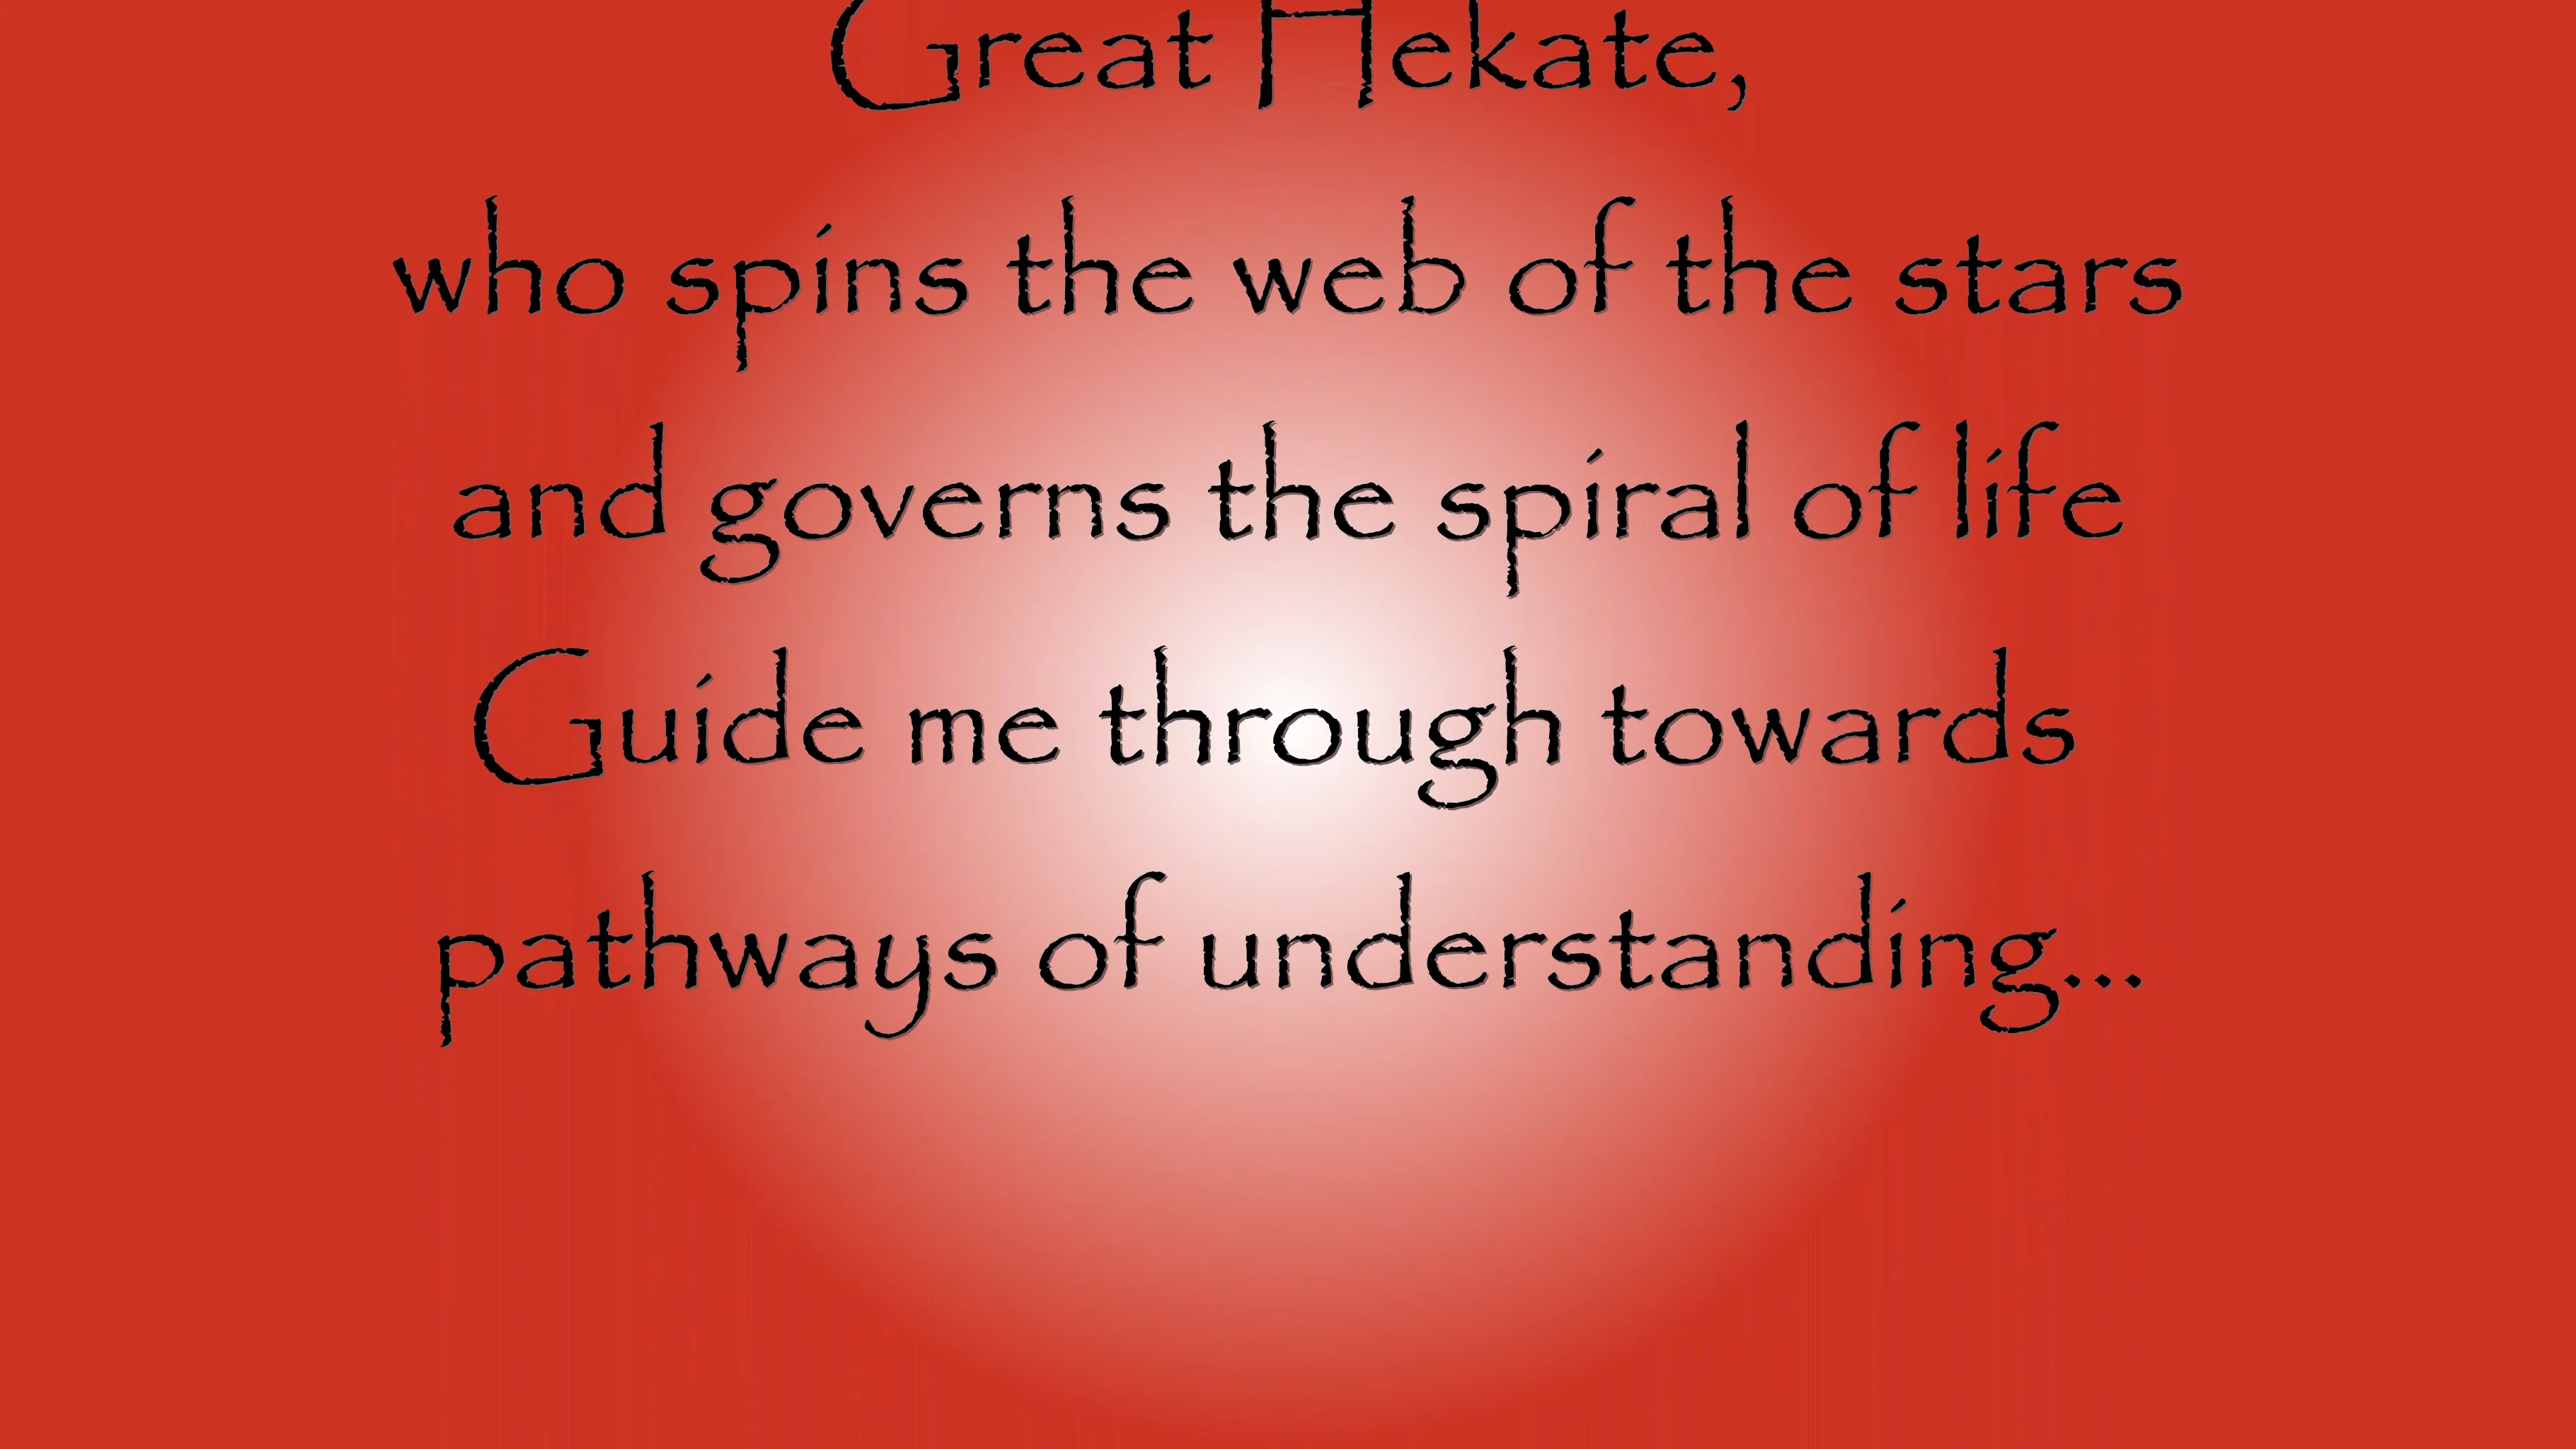 Great Hekate,
who spins the web of the stars
and governs the spiral of life
Guide me through towards
pathways of understanding...